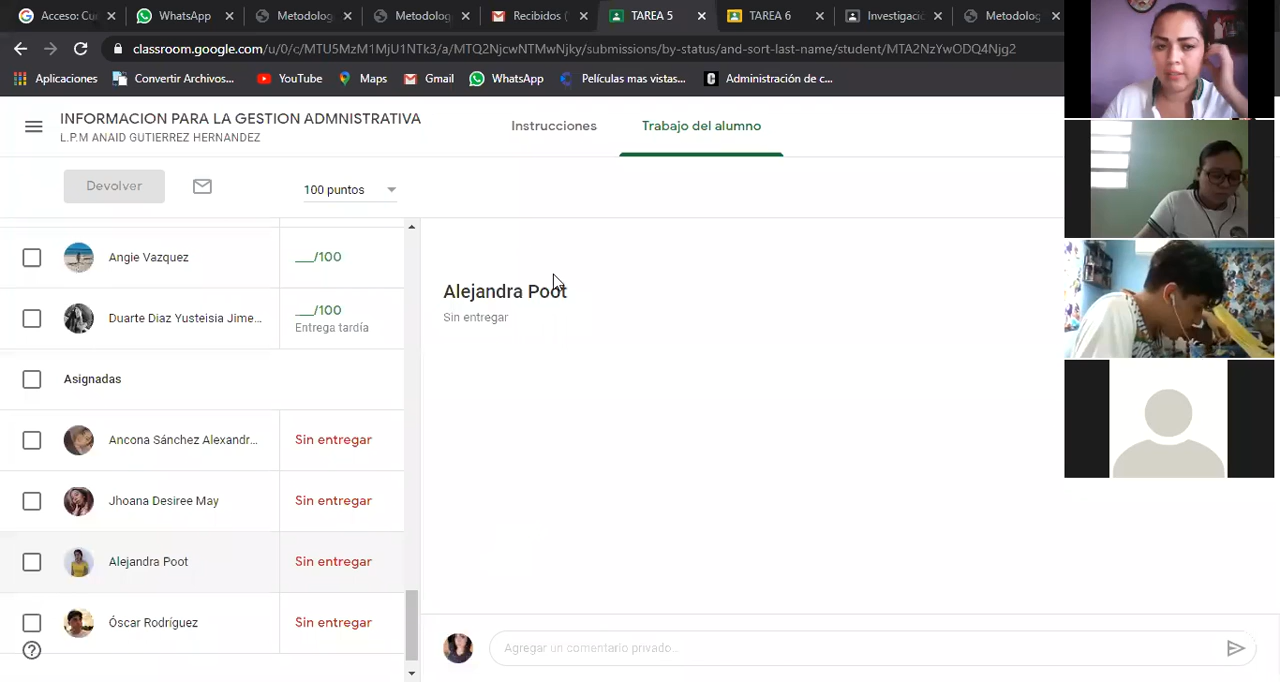 Acceso: Cu
WhatsApp
Metodolog
Metodolog
Recibidos (
TAREA 5
TAREA 6
Investigaci
Metodolog
classroom.google.com/u/0/c/MTU5MzM1MjU1NTk3/a/MTQ2NjcwNTMwNjky/submissions/by-status/and-sort-last-name/student/MTA2NzYwODQ4Njg2
Aplicaciones
Convertir Archivos...
YouTube
Maps
Gmail
WhatsApp
Películas mas vistas...
Administración de c...
INFORMACION PARA LA GESTION ADMNISTRATIVA
L.P.M ANAID GUTIERREZ HERNANDEZ
Instrucciones
Trabajo del alumno
Devolver
100 puntos
Angie Vazquez
__/100
Duarte Diaz Yusteisia Jime...
__/100
Entrega tardía
Asignadas
Ancona Sánchez Alexandr...
Sin entregar
Jhoana Desiree May
Sin entregar
Alejandra Poot
Sin entregar
Óscar Rodríguez
Sin entregar
Alejandra Poot
Sin entregar
Agregar un comentario privado...